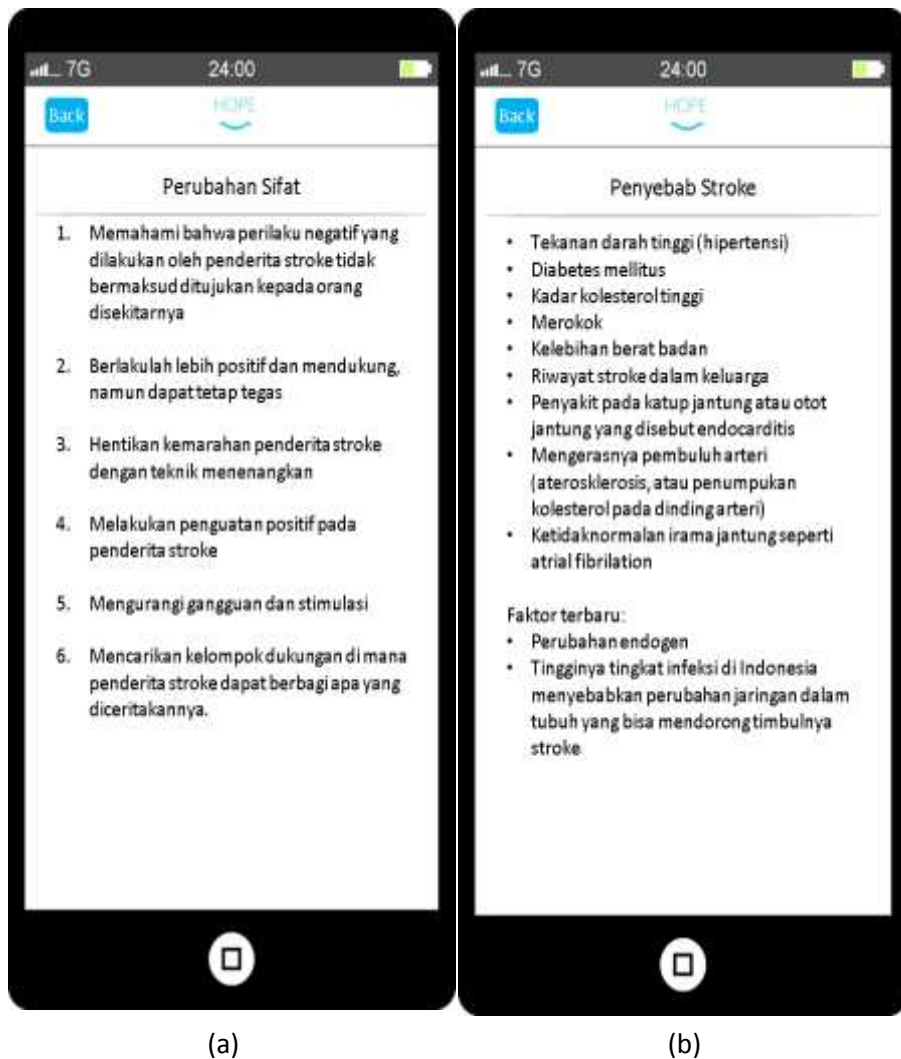 7G 24:00
Back HOPE
Perubahan Sifat
1. Memahami bahwa perilaku negatif yang
dilakukan oleh penderita stroke tidak
bermaksud ditujukan kepada orang
disekitarnya
2. Berlakulah lebih positif dan mendukung,
namun dapat tetap tegas
3. Hentikan kemarahan penderita stroke
dengan teknik menenangkan
4. Melakukan penguatan positif pada
penderita stroke
5. Mengurangi gangguan dan stimulasi
6. Mencarikan kelompok dukungan di mana
penderita stroke dapat berbagi apa yang
diceritakannya.
(a)
7G 24:00
Back HOPE
Penyebab Stroke
• Tekanan darah tinggi (hipertensi)
• Diabetes mellitus
• Kadar kolesterol tinggi
• Merokok
• Kelebihan berat badan
• Riwayat stroke dalam keluarga
• Penyakit pada katup jantung atau otot
jantung yang disebut endocarditis
• Mengerasnya pembuluh arteri
(aterosklerosis, atau penumpukan
kolesterol pada dinding arteri)
• Ketidaknormalan irama jantung seperti
atrial fibrilation
Faktor terbaru:
• Perubahan endogen
• Tingginya tingkat infeksi di Indonesia
menyebabkan perubahan jaringan dalam
tubuh yang bisa mendorong timbulnya
stroke
(b)